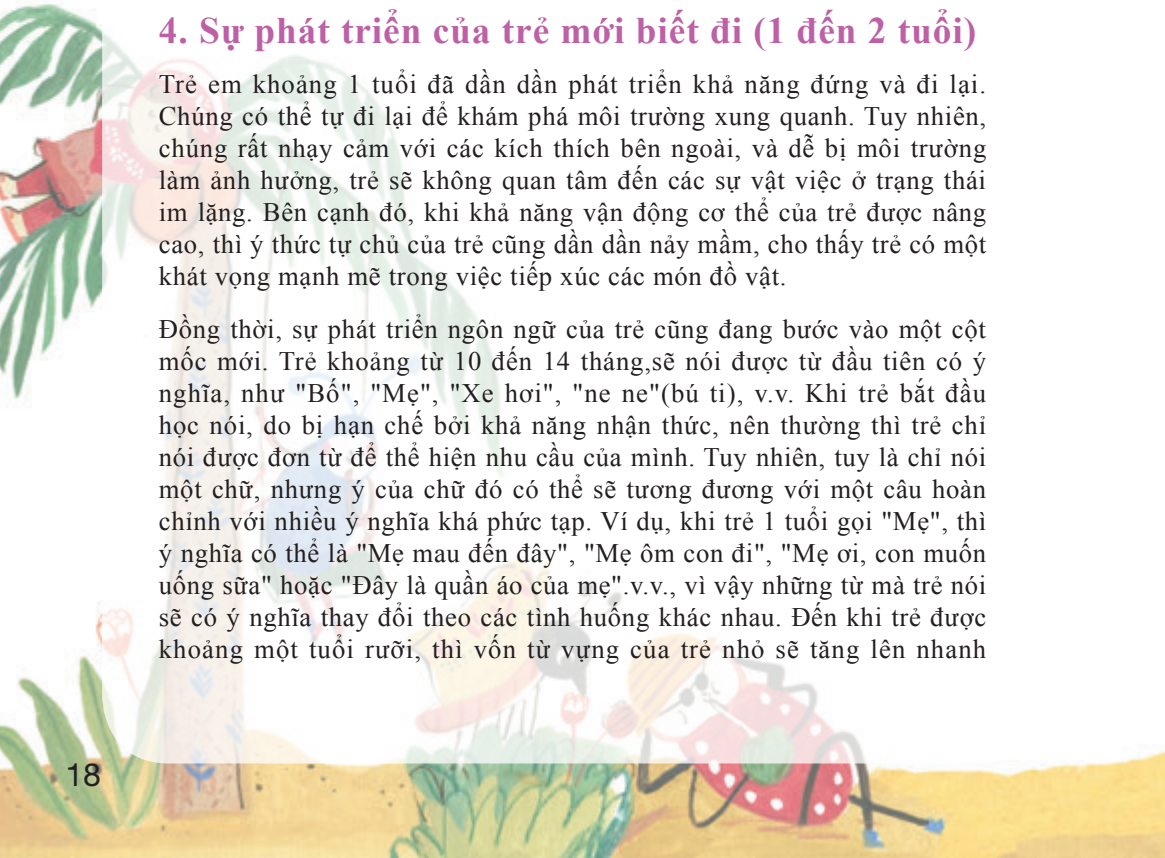 4. Sự phát triển của trẻ mới biết đi (1 đến 2 tuổi)
Trẻ em khoảng 1 tuổi đã dần dần phát triển khả năng đứng và đi lại.
Chúng có thể tự đi lại để khám phá môi trường xung quanh. Tuy nhiên,
chúng rất nhạy cảm với các kích thích bên ngoài, và dễ bị môi trường
làm ảnh hưởng, trẻ sẽ không quan tâm đến các sự vật việc ở trạng thái
im lặng. Bên cạnh đó, khi khả năng vận động cơ thể của trẻ được nâng
cao, thì ý thức tự chủ của trẻ cũng dần dần nảy mầm, cho thấy trẻ có một
khát vọng mạnh mẽ trong việc tiếp xúc các món đồ vật.
Đồng thời, sự phát triển ngôn ngữ của trẻ cũng đang bước vào một cột
mốc mới. Trẻ khoảng từ 10 đến 14 tháng,sẽ nói được từ đầu tiên có ý
nghĩa, như "Bố", "Mẹ", "Xe hơi", "ne ne"(bú ti), v.v. Khi trẻ bắt đầu
học nói, do bị hạn chế bởi khả năng nhận thức, nên thường thì trẻ chỉ
nói được đơn từ để thể hiện nhu cầu của mình. Tuy nhiên, tuy là chỉ nói
một chữ, nhưng ý của chữ đó có thể sẽ tương đương với một câu hoàn
chỉnh với nhiều ý nghĩa khá phức tạp. Ví dụ, khi trẻ 1 tuổi gọi "Mẹ", thì
ý nghĩa có thể là "Mẹ mau đến đây", "Mẹ ôm con đi", "Mẹ ơi, con muốn
uống sữa" hoặc "Đây là quần áo của mẹ".v.v., vì vậy những từ mà trẻ nói
sẽ có ý nghĩa thay đổi theo các tình huống khác nhau. Đến khi trẻ được
khoảng một tuổi rưỡi, thì vốn từ vựng của trẻ nhỏ sẽ tăng lên nhanh
18